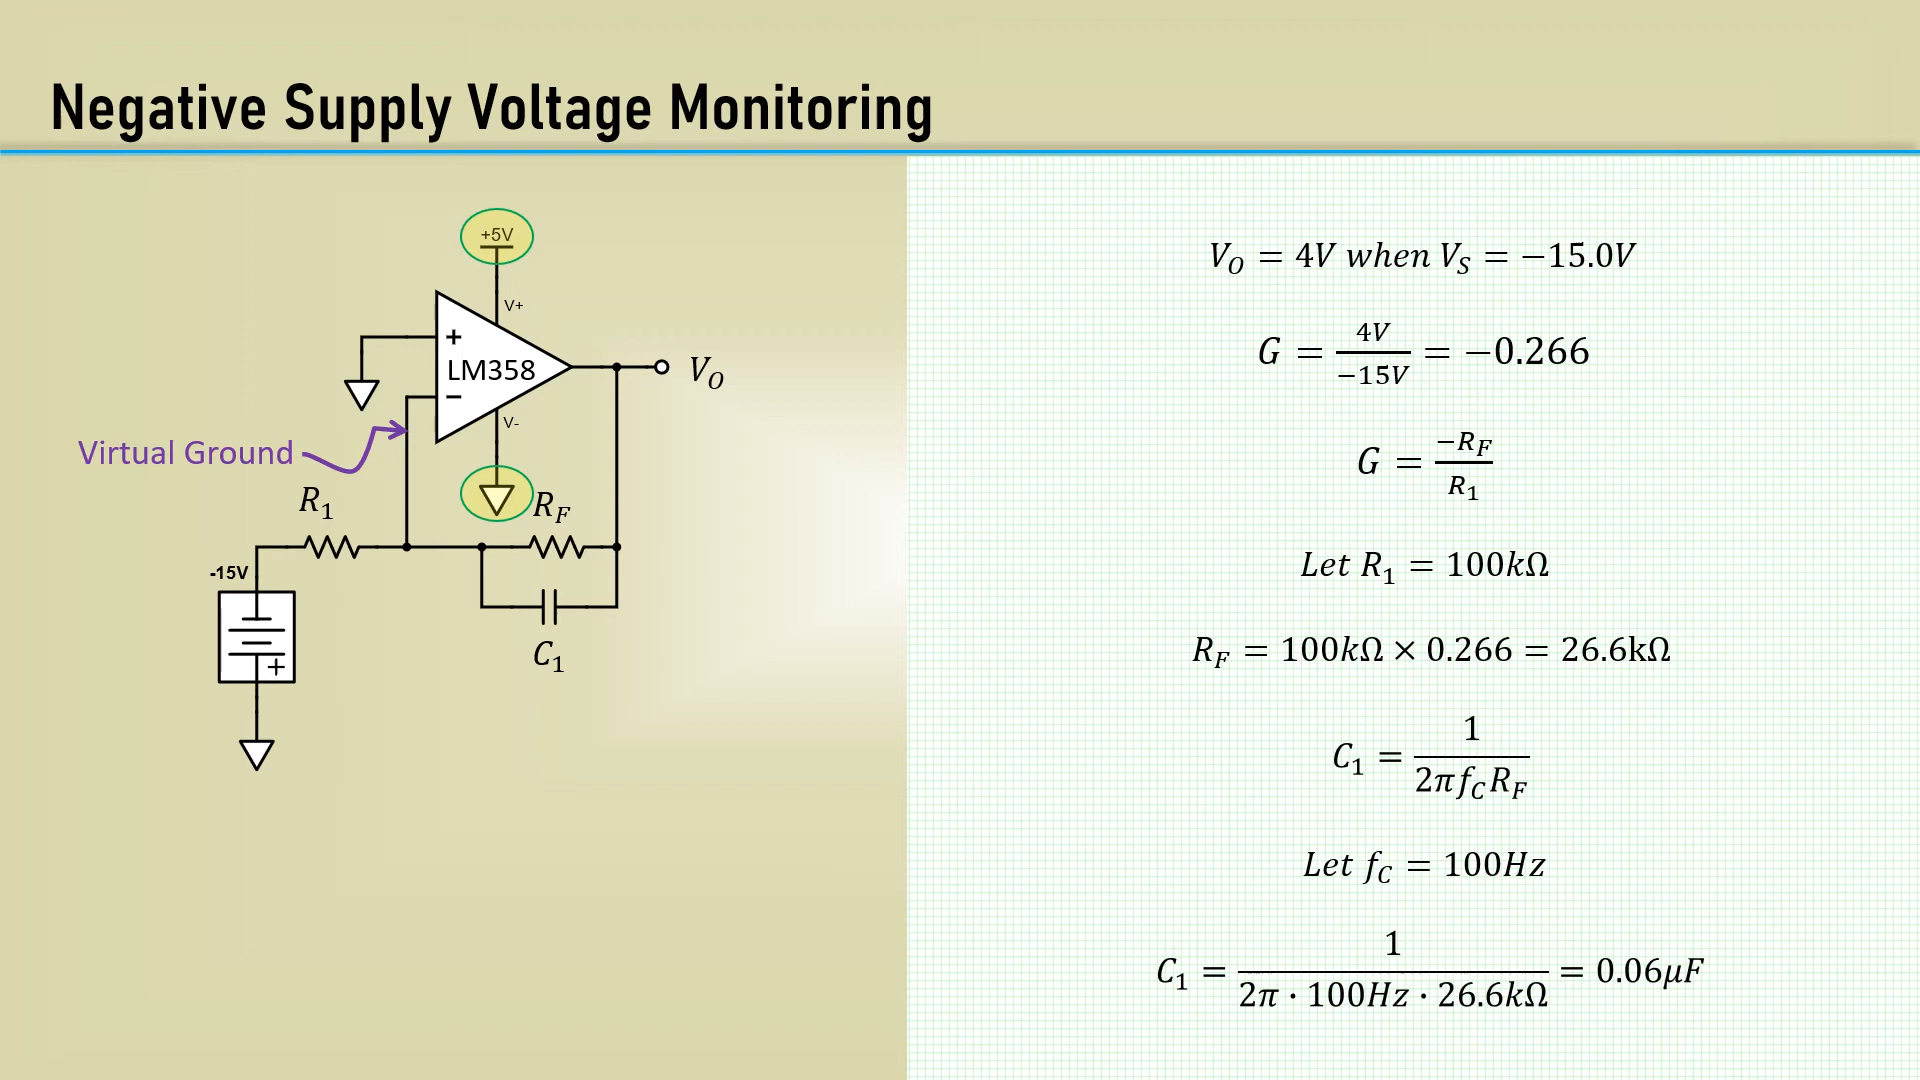 Negative Supply Voltage Monitoring
+5V
V+
+
LM358
−
V-
V_O
Virtual Ground
R_1
R_F
-15V
+
C_1
V_O = 4V when V_S = −15.0V
G = 4V / −15V = −0.266
G = −R_F / R_1
Let R_1 = 100kΩ
R_F = 100kΩ × 0.266 = 26.6kΩ
C_1 = 1 / 2πf_C R_F
Let f_C = 100Hz
C_1 = 1 / 2π · 100Hz · 26.6kΩ = 0.06μF